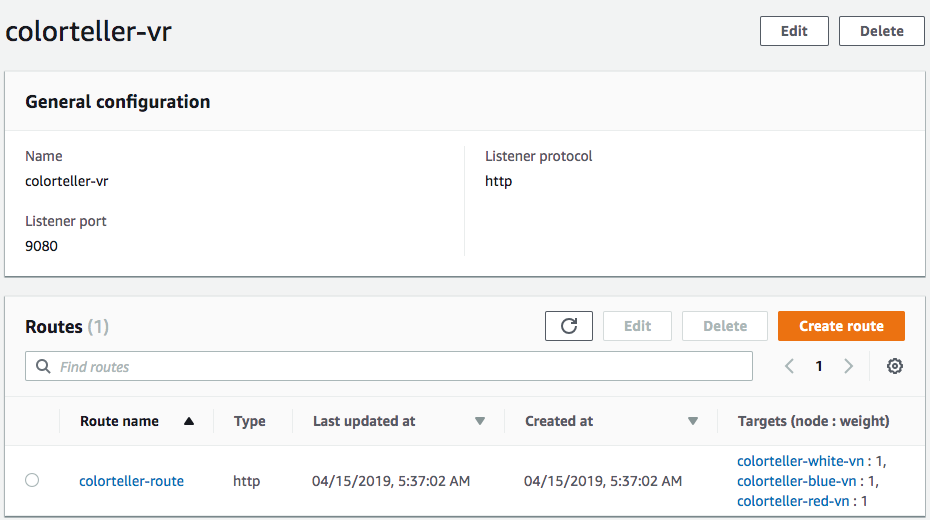 colorteller-vr
Edit
Delete
General configuration
Name
colorteller-vr
Listener port
9080
Listener protocol
http
Routes (1)
Edit
Delete
Create route
Find routes
1
Route name Type Last updated at Created at Targets (node : weight)
colorteller-route http 04/15/2019, 5:37:02 AM 04/15/2019, 5:37:02 AM
colorteller-white-vn : 1,
colorteller-blue-vn : 1,
colorteller-red-vn : 1